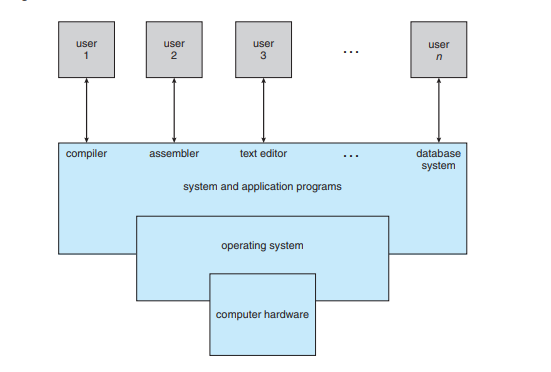 user
1
user
2
user
3
...
user
n
compiler
assembler
text editor
...
database
system
system and application programs
operating system
computer hardware